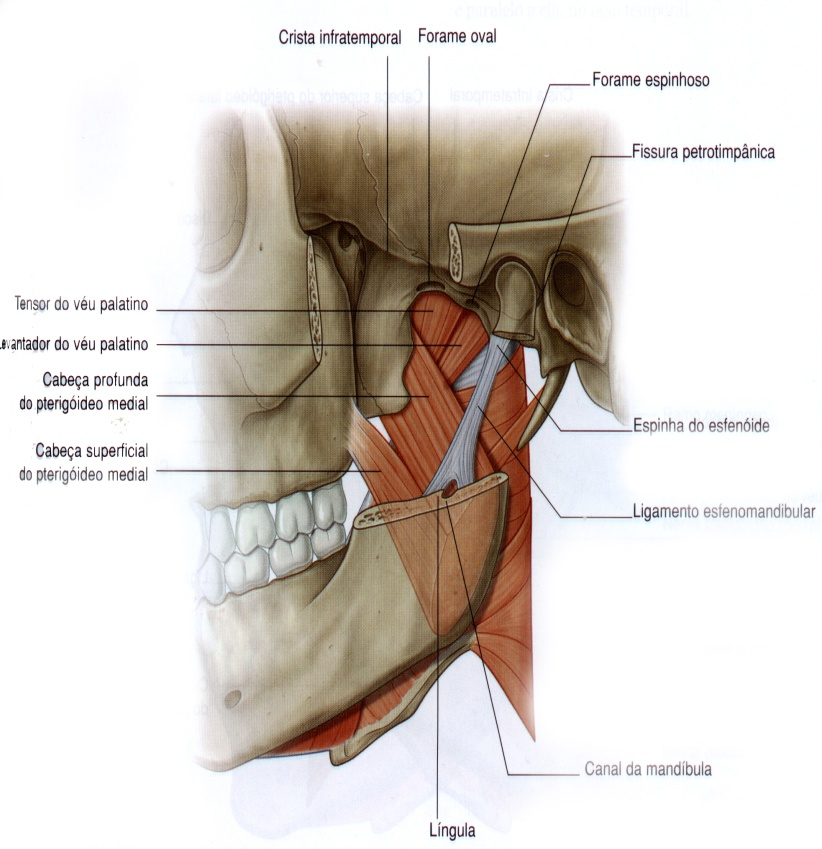 Crista infratemporal
Forame oval
Forame espinhoso
Fissura petrotimpânica
Tensor do véu palatino
Levantador do véu palatino
Cabeça profunda
do pterigóideo medial
Cabeça superficial
do pterigóideo medial
Espinha do esfenóide
Ligamento esfenomandibular
Canal da mandíbula
Língula